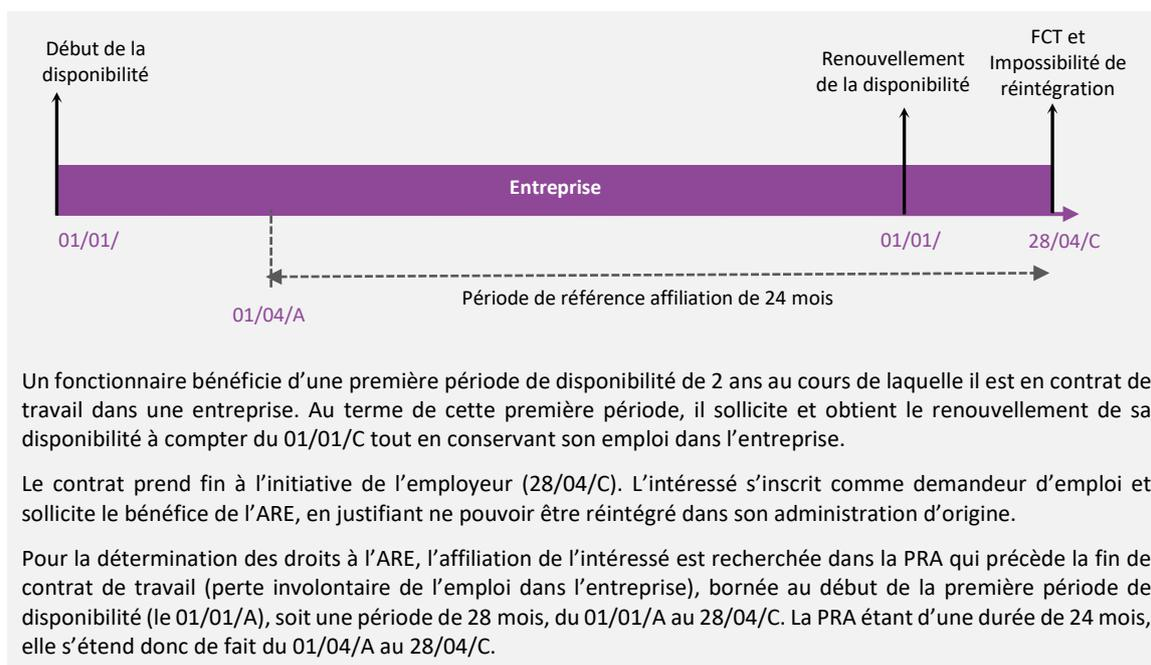 Début de la
disponibilité
Renouvellement
de la disponibilité
FCT et
Impossibilité de
réintégration
Entreprise
01/01/
01/01/
28/04/C
Période de référence affiliation de 24 mois
01/04/A
Un fonctionnaire bénéficie d’une première période de disponibilité de 2 ans au cours de laquelle il est en contrat de
travail dans une entreprise. Au terme de cette première période, il sollicite et obtient le renouvellement de sa
disponibilité à compter du 01/01/C tout en conservant son emploi dans l’entreprise.
Le contrat prend fin à l’initiative de l’employeur (28/04/C). L’intéressé s’inscrit comme demandeur d’emploi et
sollicite le bénéfice de l’ARE, en justifiant ne pouvoir être réintégré dans son administration d’origine.
Pour la détermination des droits à l’ARE, l’affiliation de l’intéressé est recherchée dans la PRA qui précède la fin de
contrat de travail (perte involontaire de l’emploi dans l’entreprise), bornée au début de la première période de
disponibilité (le 01/01/A), soit une période de 28 mois, du 01/01/A au 28/04/C. La PRA étant d’une durée de 24 mois,
elle s’étend donc de fait du 01/04/A au 28/04/C.